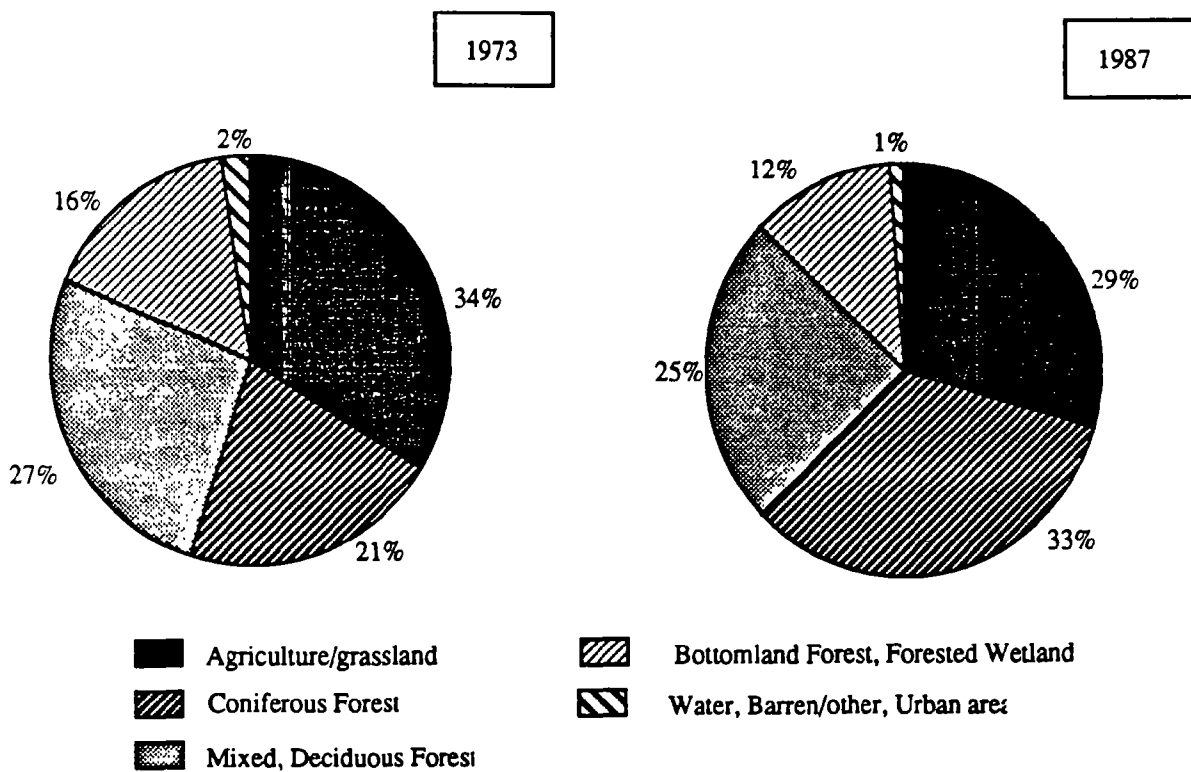 1973
1987
2%
16%
34%
27%
21%
1%
12%
29%
25%
33%
Agriculture/grassland
Coniferous Forest
Mixed, Deciduous Forest
Bottomland Forest, Forested Wetland
Water, Barren/other, Urban area